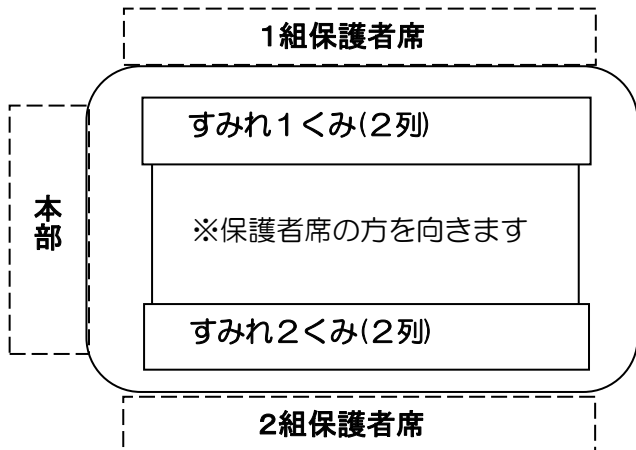 1組保護者席
すみれ１くみ(２列)
本部
※保護者席の方を向きます
すみれ２くみ(２列)
2組保護者席